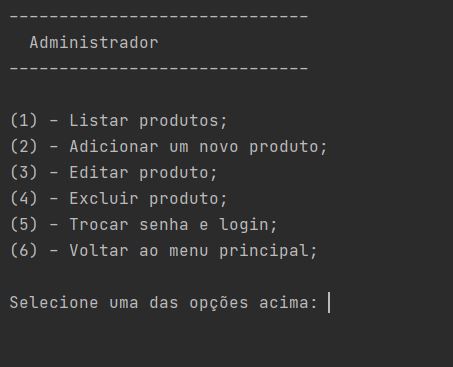 ------------------------------
  Administrador
------------------------------
(1) - Listar produtos;
(2) - Adicionar um novo produto;
(3) - Editar produto;
(4) - Excluir produto;
(5) - Trocar senha e login;
(6) - Voltar ao menu principal;
Selecione uma das opções acima: